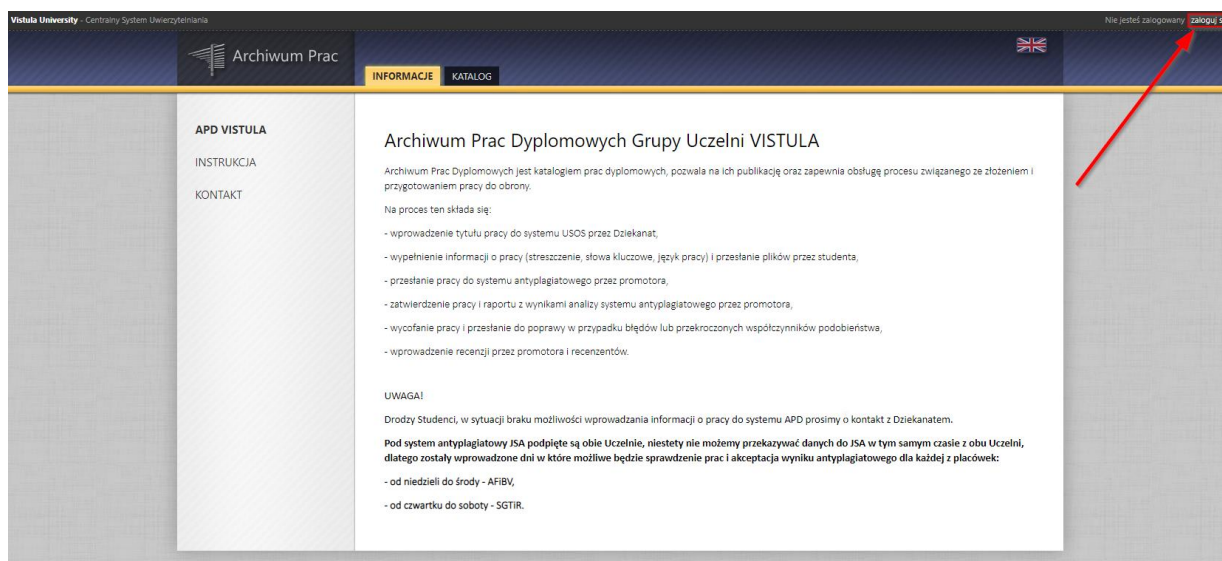 Vistula University - Centralny System Uwierzytelniania
Nie jesteś zalogowany
zaloguj s
Archiwum Prac
INFORMACJE
KATALOG
APD VISTULA
INSTRUKCJA
KONTAKT
Archiwum Prac Dyplomowych Grupy Uczelni VISTULA
Archiwum Prac Dyplomowych jest katalogiem prac dyplomowych, pozwala na ich publikację oraz zapewnia obsługę procesu związanego ze złożeniem i
przygotowaniem pracy do obrony.
Na proces ten składa się:
- wprowadzenie tytułu pracy do systemu USOS przez Dziekanat,
- wypełnienie informacji o pracy (streszczenie, słowa kluczowe, język pracy) i przesłanie plików przez studenta,
- przesłanie pracy do systemu antyplagiatowego przez promotora,
- zatwierdzenie pracy i raportu z wynikami analizy systemu antyplagiatowego przez promotora,
- wycofanie pracy i przesłanie do poprawy w przypadku błędów lub przekroczonych współczynników podobieństwa,
- wprowadzenie recenzji przez promotora i recenzentów.
UWAGA!
Drodzy Studenci, w sytuacji braku możliwości wprowadzania informacji o pracy do systemu APD prosimy o kontakt z Dziekanatem.
Pod system antyplagiatowy JSA podpięte są obie Uczelnie, niestety nie możemy przekazywać danych do JSA w tym samym czasie z obu Uczelni,
dlatego zostały wprowadzone dni w które możliwe będzie sprawdzenie prac i akceptacja wyniku antyplagiatowego dla każdej z placówek:
- od niedzieli do środy - AFiBV,
- od czwartku do soboty - SGTiR.